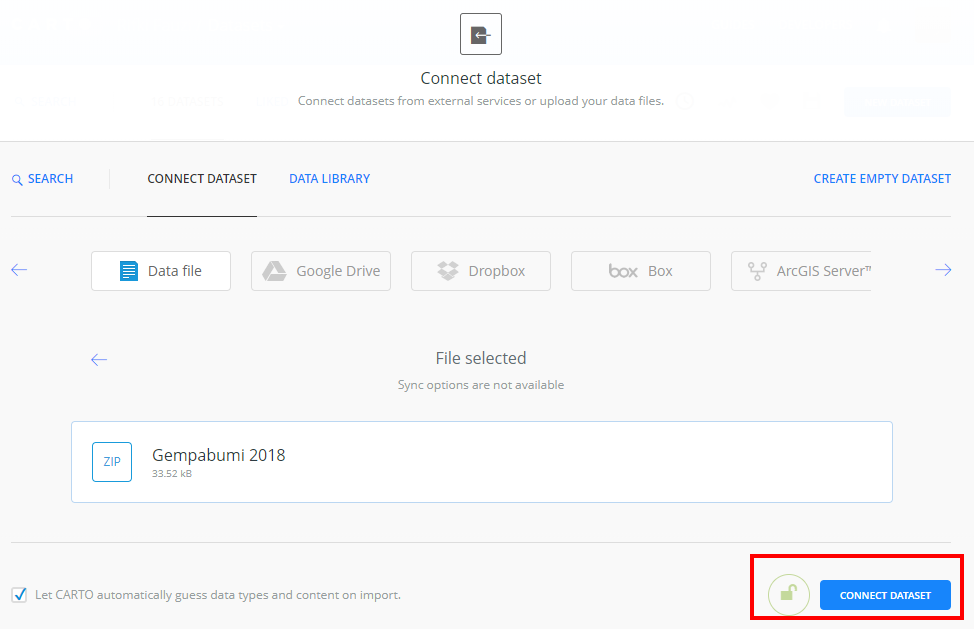 Connect dataset
Connect datasets from external services or upload your data files.
SEARCH
CONNECT DATASET
DATA LIBRARY
CREATE EMPTY DATASET
Data file
Google Drive
Dropbox
box Box
ArcGIS Server™
File selected
Sync options are not available
ZIP
Gempabumi 2018
33.52 kB
Let CARTO automatically guess data types and content on import.
CONNECT DATASET